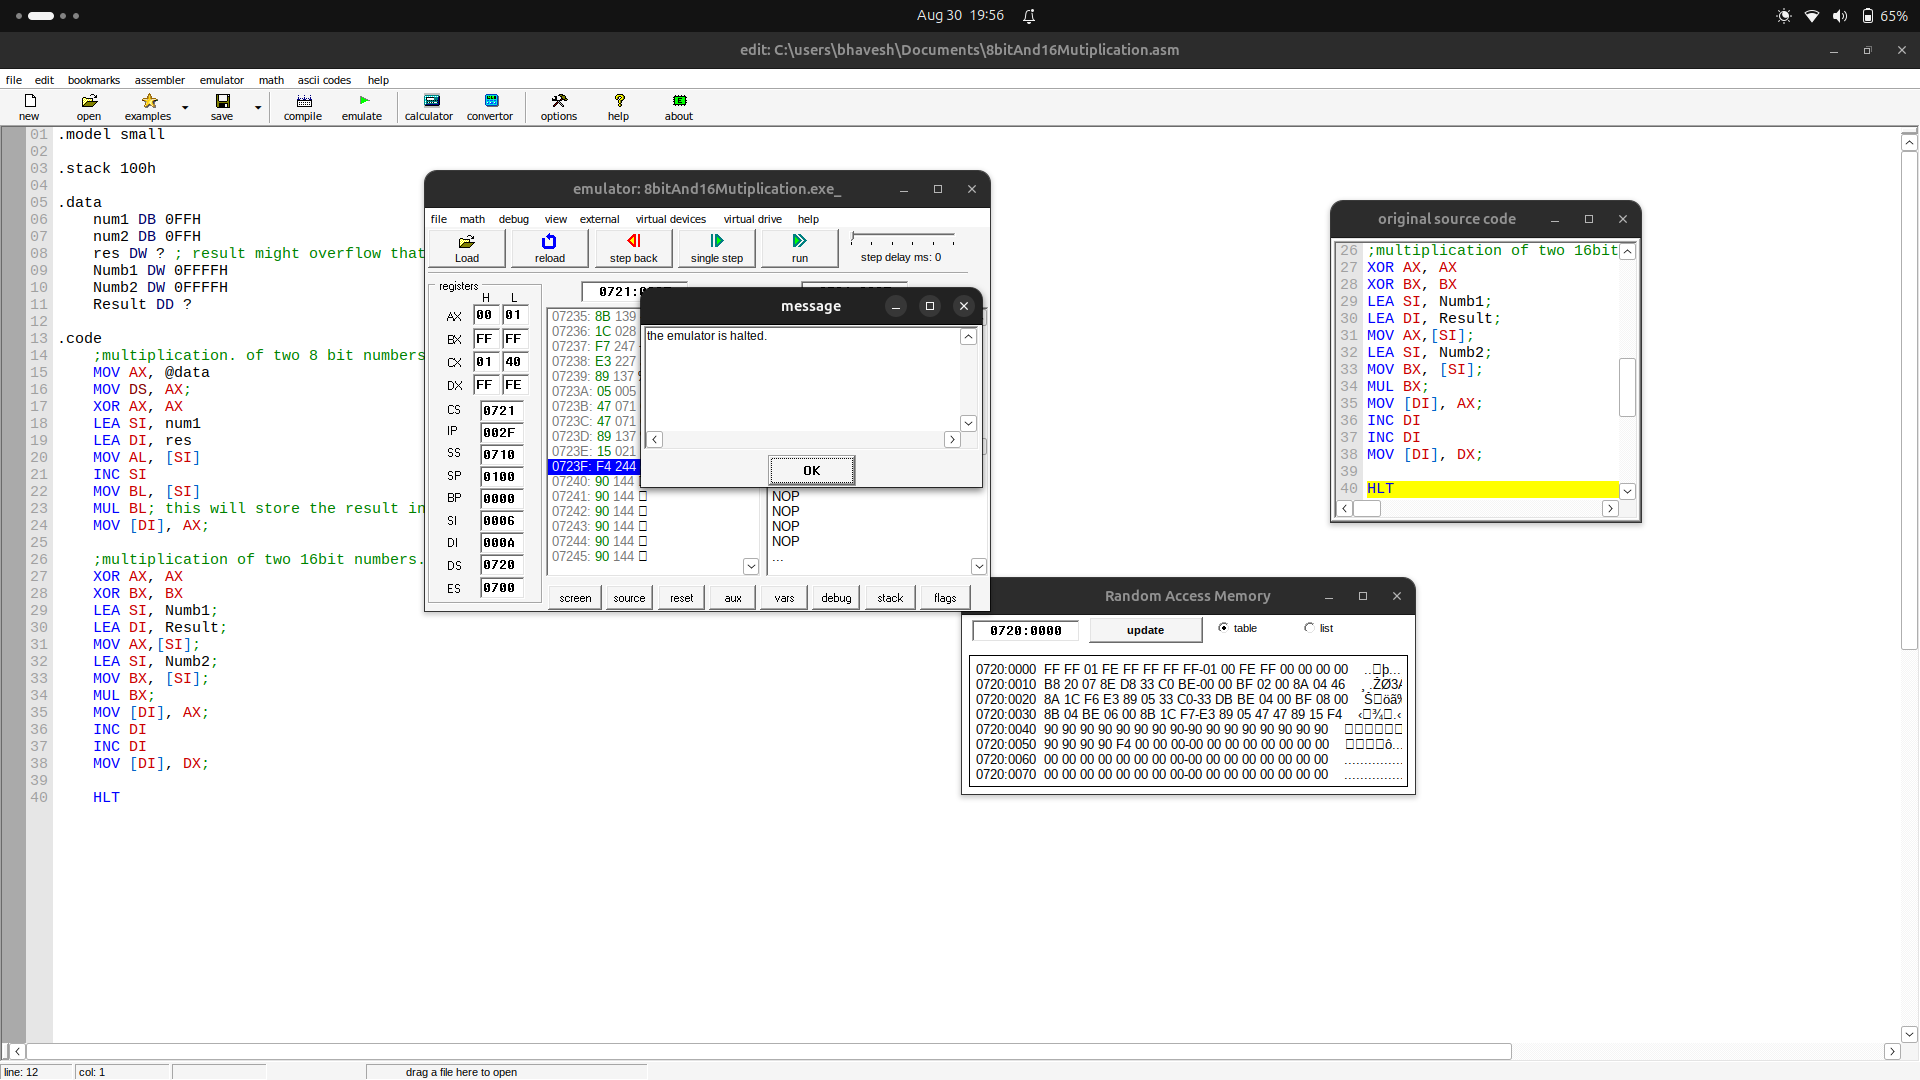 Aug 30 19:56
65%
edit: C:\users\bhavesh\Documents\8bitAnd16Mutiplication.asm
file edit bookmarks assembler emulator math ascii codes help
new open examples save compile emulate calculator convertor options help about
01 .model small
02
03 .stack 100h
04
05 .data
06 num1 DB 0FFH
07 num2 DB 0FFH
08 res DW ? ; result might overflow that
09 Numb1 DW 0FFFFH
10 Numb2 DW 0FFFFH
11 Result DD ?
12
13 .code
14 ;multiplication. of two 8 bit numbers
15 MOV AX, @data
16 MOV DS, AX;
17 XOR AX, AX
18 LEA SI, num1
19 LEA DI, res
20 MOV AL, [SI]
21 INC SI
22 MOV BL, [SI]
23 MUL BL; this will store the result in
24 MOV [DI], AX;
25
26 ;multiplication of two 16bit numbers.
27 XOR AX, AX
28 XOR BX, BX
29 LEA SI, Numb1;
30 LEA DI, Result;
31 MOV AX,[SI];
32 LEA SI, Numb2;
33 MOV BX, [SI];
34 MUL BX;
35 MOV [DI], AX;
36 INC DI
37 INC DI
38 MOV [DI], DX;
39
40 HLT
emulator: 8bitAnd16Mutiplication.exe_
file math debug view external virtual devices virtual drive help
Load reload step back single step run step delay ms: 0
registers
H L
AX 00 01
BX FF FF
CX 01 40
DX FF FE
CS 0721
IP 002F
SS 0710
SP 0100
BP 0000
SI 0006
DI 000A
DS 0720
ES 0700
07235: 8B 139
07236: 1C 028
07237: F7 247
07238: E3 227
07239: 89 137
0723A: 05 005
0723B: 47 071
0723C: 47 071
0723D: 89 137
0723E: 15 021
0723F: F4 244
07240: 90 144
07241: 90 144
07242: 90 144
07243: 90 144
07244: 90 144
07245: 90 144
NOP
NOP
NOP
NOP
...
screen source reset aux vars debug stack flags
message
the emulator is halted.
OK
original source code
26 ;multiplication of two 16bit
27 XOR AX, AX
28 XOR BX, BX
29 LEA SI, Numb1;
30 LEA DI, Result;
31 MOV AX,[SI];
32 LEA SI, Numb2;
33 MOV BX, [SI];
34 MUL BX;
35 MOV [DI], AX;
36 INC DI
37 INC DI
38 MOV [DI], DX;
39
40 HLT
Random Access Memory
0720:0000 update table list
0720:0000 FF FF 01 FE FF FF FF FF-01 00 FE FF 00 00 00 00
0720:0010 B8 20 07 8E D8 33 C0 BE-00 00 BF 02 00 8A 04 46
0720:0020 8A 1C F6 E3 89 05 33 C0-33 DB BE 04 00 BF 08 00
0720:0030 8B 04 BE 06 00 8B 1C F7-E3 89 05 47 47 89 15 F4
0720:0040 90 90 90 90 90 90 90 90-90 90 90 90 90 90 90 90
0720:0050 90 90 90 90 F4 00 00 00-00 00 00 00 00 00 00 00
0720:0060 00 00 00 00 00 00 00 00-00 00 00 00 00 00 00 00
0720:0070 00 00 00 00 00 00 00 00-00 00 00 00 00 00 00 00
line: 12 col: 1 drag a file here to open